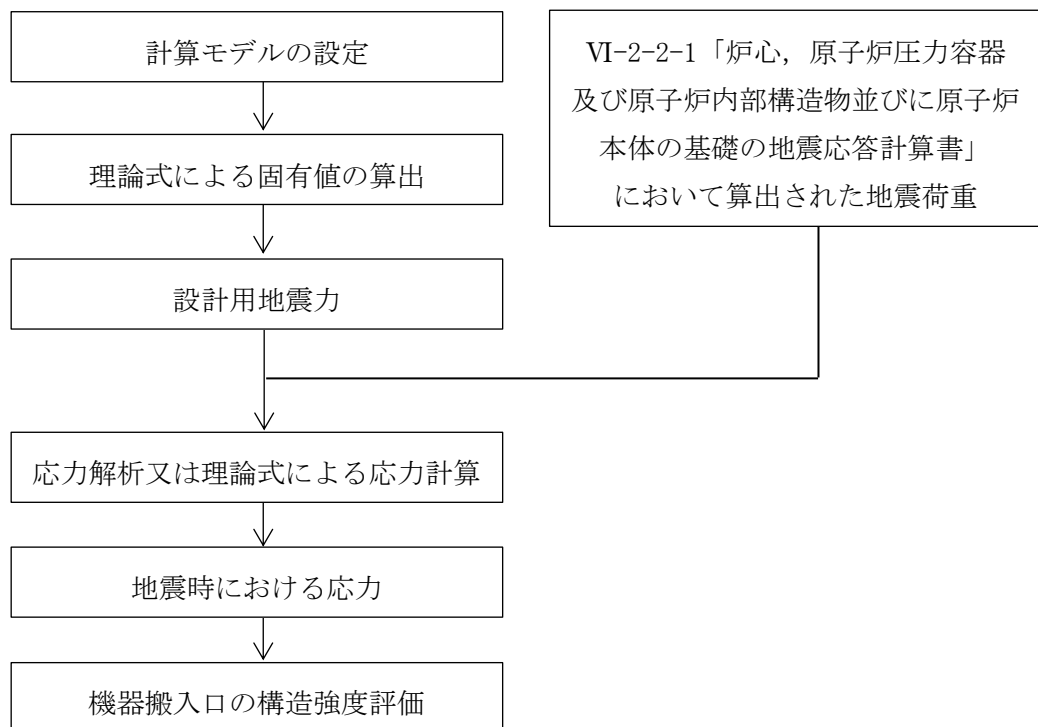 計算モデルの設定
理論式による固有値の算出
設計用地震力
Ⅵ-2-2-1「炉心，原子炉圧力容器
及び原子炉内部構造物並びに原子炉
本体の基礎の地震応答計算書」
において算出された地震荷重
応力解析又は理論式による応力計算
地震時における応力
機器搬入口の構造強度評価